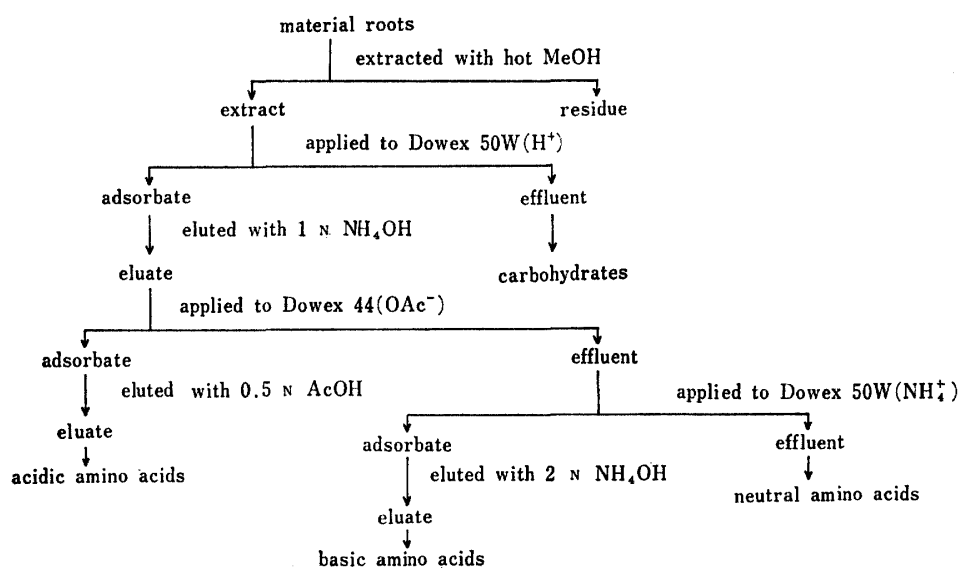 material roots
extracted with hot MeOH
extract
residue
applied to Dowex 50W(H⁺)
adsorbate
effluent
eluted with 1 N NH₄OH
eluate
carbohydrates
applied to Dowex 44(OAc⁻)
adsorbate
effluent
eluted with 0.5 N AcOH
applied to Dowex 50W(NH₄⁺)
eluate
adsorbate
effluent
acidic amino acids
eluted with 2 N NH₄OH
neutral amino acids
eluate
basic amino acids